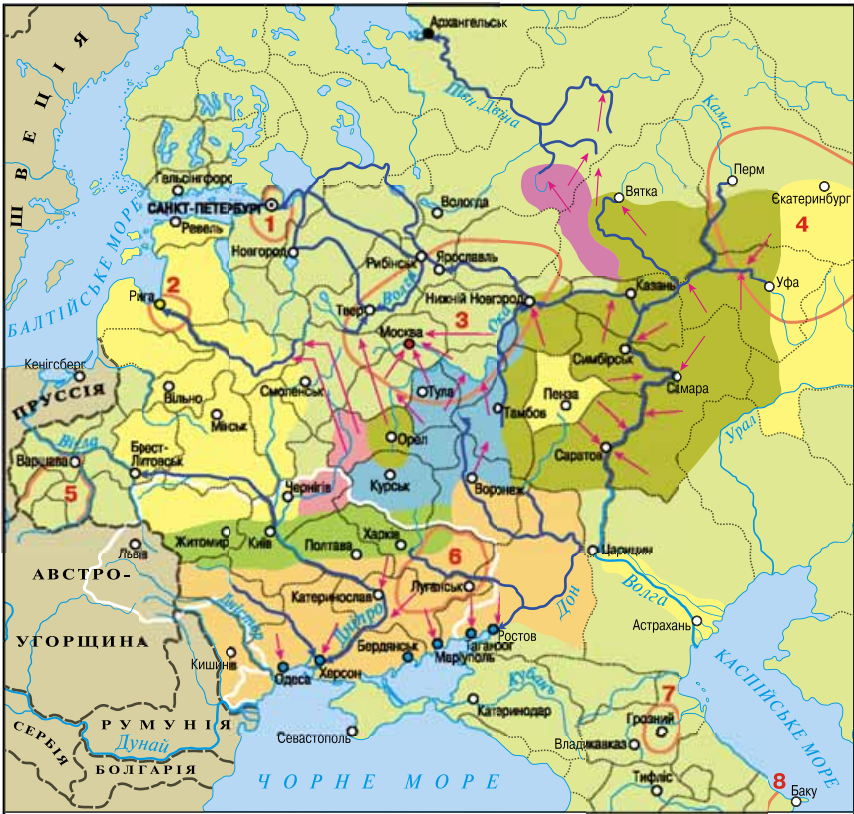 Архангельськ
ШВЕЦІЯ
Півн. Двіна
Кама
Перм
Гельсінгфорс
Вятка
Єкатеринбург
САНКТ-ПЕТЕРБУРГ
Вологда
1
4
Ревель
БАЛТІЙСЬКЕ МОРЕ
Новгород
Рибінськ
Ярославль
Уфа
2
Рига
Волга
Нижній Новгород
Казань
Твер
3
Ока
Москва
Симбірськ
Кенігсберг
Смоленськ
Тула
Пенза
Самара
ПРУССІЯ
Вільно
Мінськ
Тамбов
Орел
Урал
Вісла
Брест-
Литовськ
Варшава
Саратов
5
Чернігів
Курськ
Воронеж
Житомир
Київ
Харків
Полтава
6
Царицин
Львів
АВСТРО-
УГОРЩИНА
Луганськ
Катеринослав
Волга
Дністер
Дніпро
Дон
Астрахань
Ростов
Таганрог
Бердянськ
Маріуполь
Кишинів
Одеса
Херсон
КАСПІЙСЬКЕ МОРЕ
Кубань
7
РУМУНІЯ
Катеринодар
Грозний
СЕРБІЯ
Дунай
Севастополь
Владикавказ
БОЛГАРІЯ
ЧОРНЕ МОРЕ
Тифліс
8
Баку